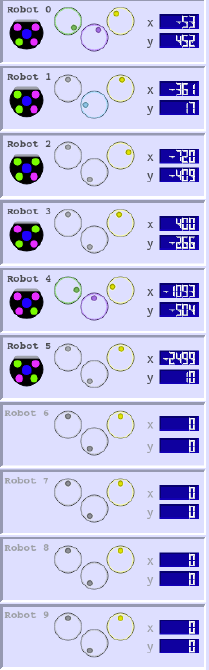 Robot 0
x -53
y 452
Robot 1
x -361
y 17
Robot 2
x -720
y -409
Robot 3
x 400
y -266
Robot 4
x -1093
y -504
Robot 5
x -2499
y 10
Robot 6
x 0
y 0
Robot 7
x 0
y 0
Robot 8
x 0
y 0
Robot 9
x 0
y 0